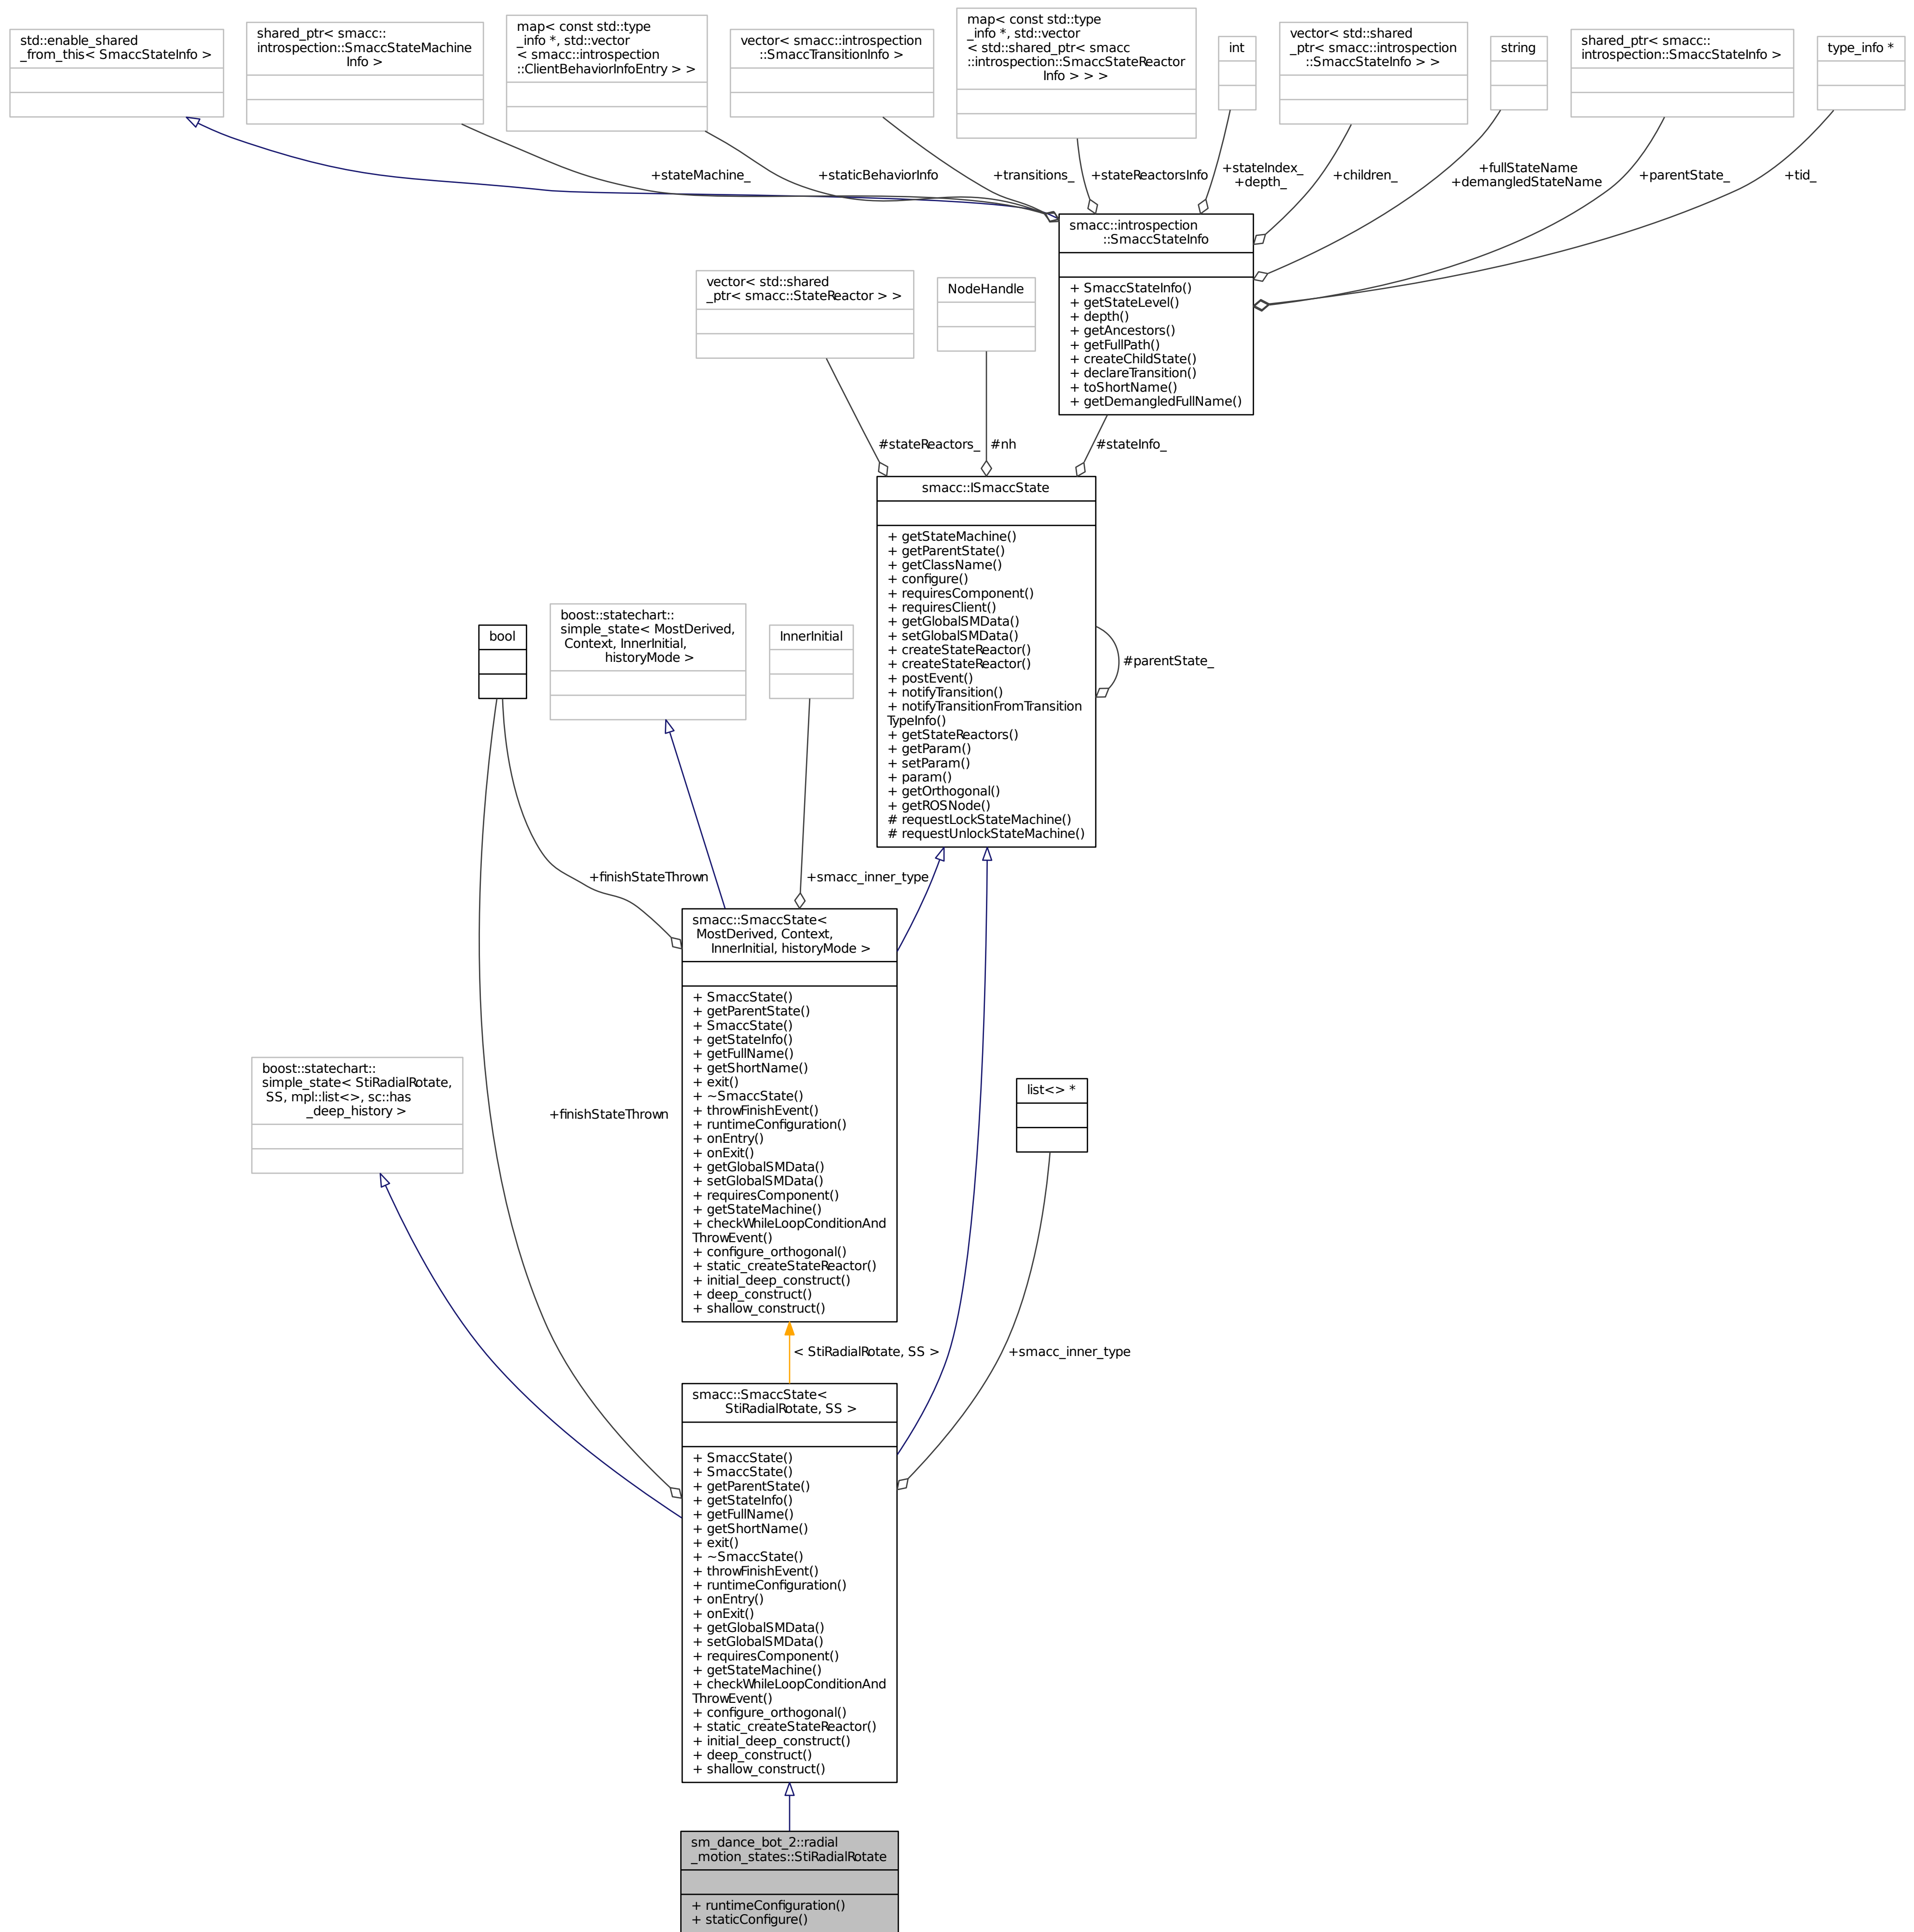 std::enable_shared
_from_this< SmaccStateInfo >
shared_ptr< smacc::
introspection::SmaccStateMachine
Info >
map< const std::type
_info *, std::vector
< smacc::introspection
::ClientBehaviorInfoEntry > >
vector< smacc::introspection
::SmaccTransitionInfo >
map< const std::type
_info *, std::vector
< std::shared_ptr< smacc
::introspection::SmaccStateReactor
Info > > >
int
vector< std::shared
_ptr< smacc::introspection
::SmaccStateInfo > >
string
shared_ptr< smacc::
introspection::SmaccStateInfo >
type_info *
+stateMachine_
+staticBehaviorInfo
+transitions_
+stateReactorsInfo
+stateIndex_
+depth_
+children_
+fullStateName
+demangledStateName
+parentState_
+tid_
smacc::introspection
::SmaccStateInfo
+ SmaccStateInfo()
+ getStateLevel()
+ depth()
+ getAncestors()
+ getFullPath()
+ createChildState()
+ declareTransition()
+ toShortName()
+ getDemangledFullName()
vector< std::shared
_ptr< smacc::StateReactor > >
NodeHandle
#stateReactors_
#nh
#stateInfo_
smacc::ISmaccState
+ getStateMachine()
+ getParentState()
+ getClassName()
+ configure()
+ requiresComponent()
+ requiresClient()
+ getGlobalSMData()
+ setGlobalSMData()
+ createStateReactor()
+ createStateReactor()
+ postEvent()
+ notifyTransition()
+ notifyTransitionFromTransition
TypeInfo()
+ getStateReactors()
+ getParam()
+ setParam()
+ param()
+ getOrthogonal()
+ getROSNode()
# requestLockStateMachine()
# requestUnlockStateMachine()
#parentState_
bool
boost::statechart::
simple_state< MostDerived,
Context, InnerInitial,
historyMode >
InnerInitial
+finishStateThrown
+smacc_inner_type
smacc::SmaccState<
MostDerived, Context,
InnerInitial, historyMode >
+ SmaccState()
+ getParentState()
+ SmaccState()
+ getStateInfo()
+ getFullName()
+ getShortName()
+ exit()
+ ~SmaccState()
+ throwFinishEvent()
+ runtimeConfiguration()
+ onEntry()
+ onExit()
+ getGlobalSMData()
+ setGlobalSMData()
+ requiresComponent()
+ getStateMachine()
+ checkWhileLoopConditionAnd
ThrowEvent()
+ configure_orthogonal()
+ static_createStateReactor()
+ initial_deep_construct()
+ deep_construct()
+ shallow_construct()
boost::statechart::
simple_state< StiRadialRotate,
SS, mpl::list<>, sc::has
_deep_history >
+finishStateThrown
list<> *
< StiRadialRotate, SS >
+smacc_inner_type
smacc::SmaccState<
StiRadialRotate, SS >
+ SmaccState()
+ SmaccState()
+ getParentState()
+ getStateInfo()
+ getFullName()
+ getShortName()
+ exit()
+ ~SmaccState()
+ throwFinishEvent()
+ runtimeConfiguration()
+ onEntry()
+ onExit()
+ getGlobalSMData()
+ setGlobalSMData()
+ requiresComponent()
+ getStateMachine()
+ checkWhileLoopConditionAnd
ThrowEvent()
+ configure_orthogonal()
+ static_createStateReactor()
+ initial_deep_construct()
+ deep_construct()
+ shallow_construct()
sm_dance_bot_2::radial
_motion_states::StiRadialRotate
+ runtimeConfiguration()
+ staticConfigure()